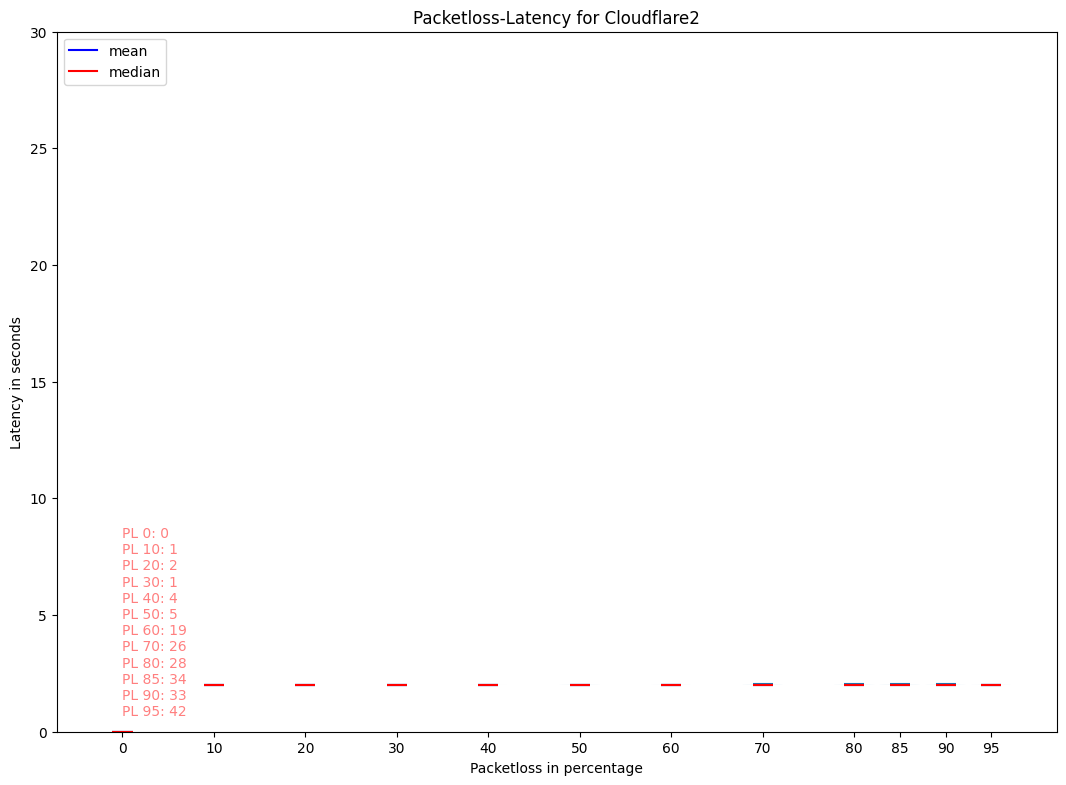 Packetloss-Latency for Cloudflare2
mean
median
30
25
20
15
10
5
0
Latency in seconds
PL 0: 0
PL 10: 1
PL 20: 2
PL 30: 1
PL 40: 4
PL 50: 5
PL 60: 19
PL 70: 26
PL 80: 28
PL 85: 34
PL 90: 33
PL 95: 42
0 10 20 30 40 50 60 70 80 85 90 95
Packetloss in percentage